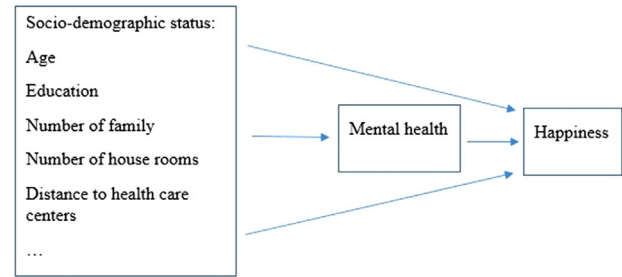 Socio-demographic status:
Age
Education
Number of family
Number of house rooms
Distance to health care
centers
…
Mental health
Happiness